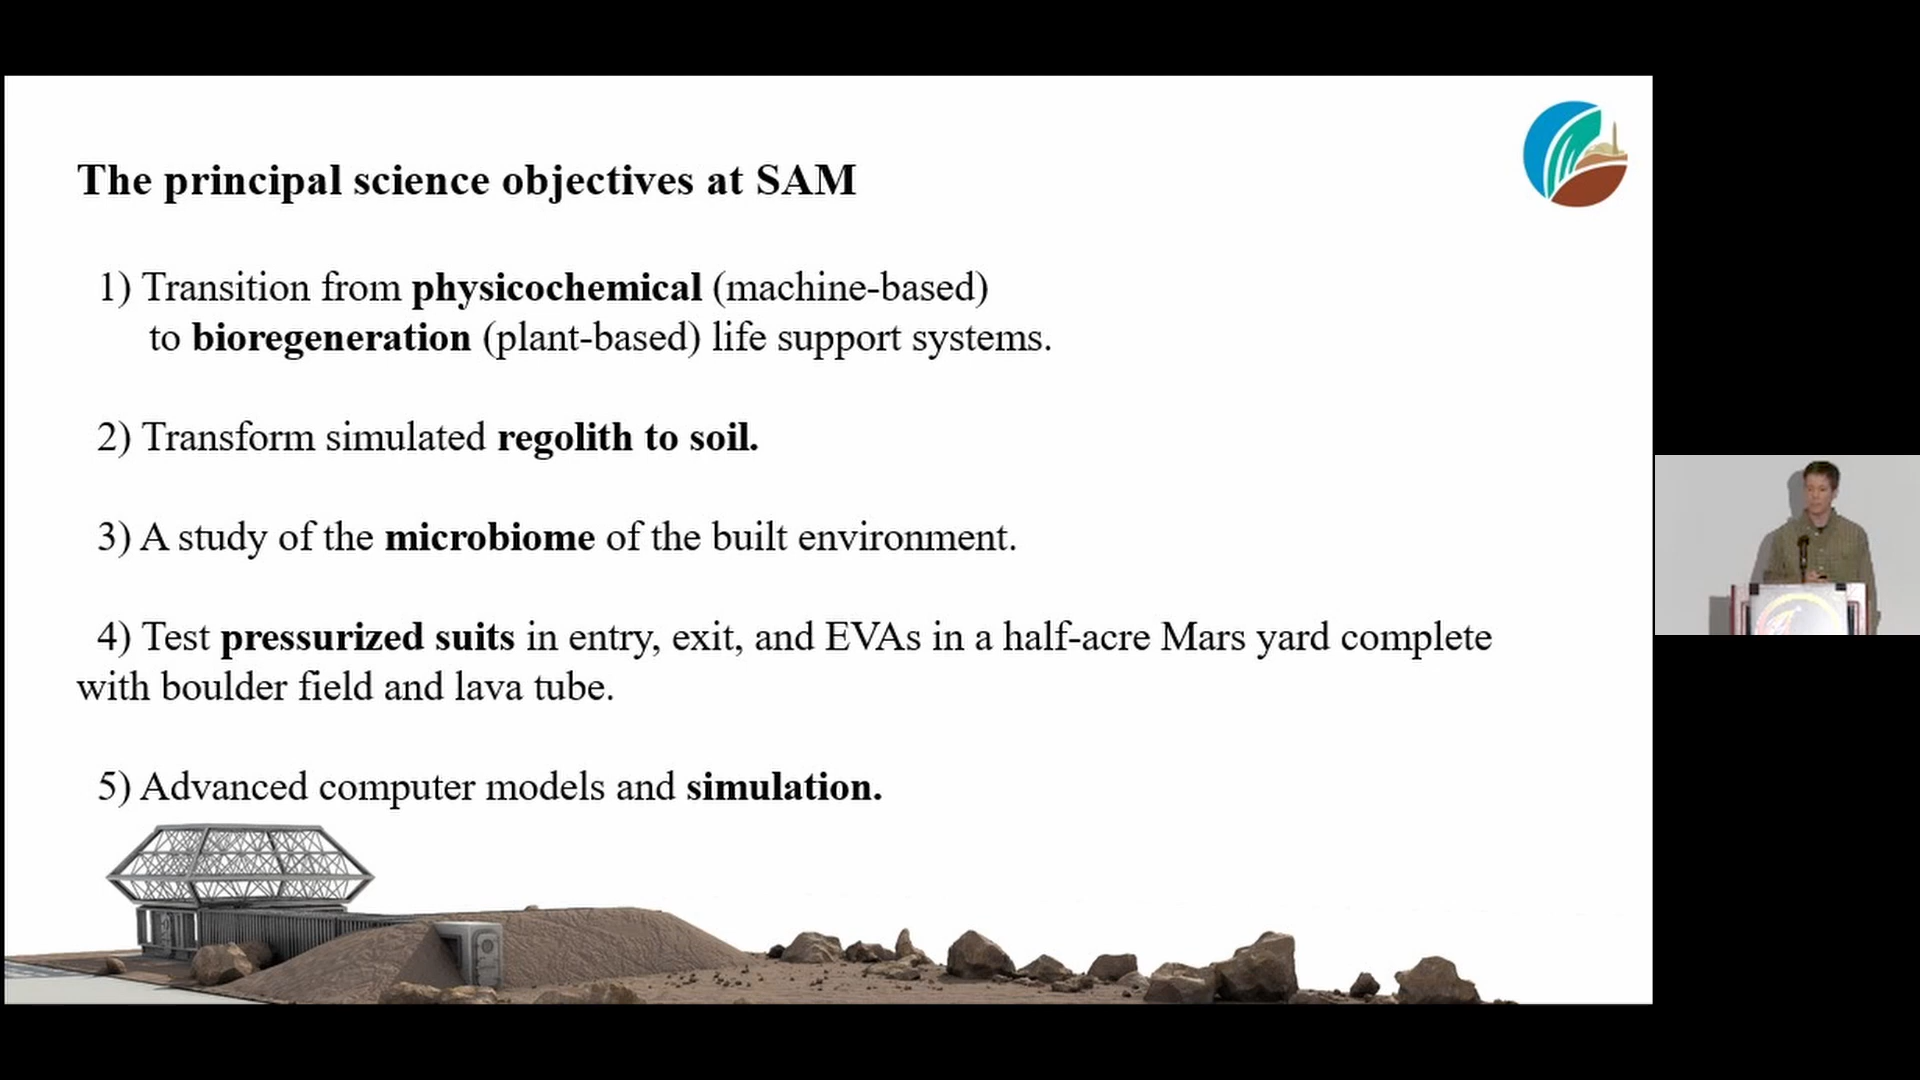 The principal science objectives at SAM
1) Transition from physicochemical (machine-based)
to bioregeneration (plant-based) life support systems.
2) Transform simulated regolith to soil.
3) A study of the microbiome of the built environment.
4) Test pressurized suits in entry, exit, and EVAs in a half-acre Mars yard complete
with boulder field and lava tube.
5) Advanced computer models and simulation.